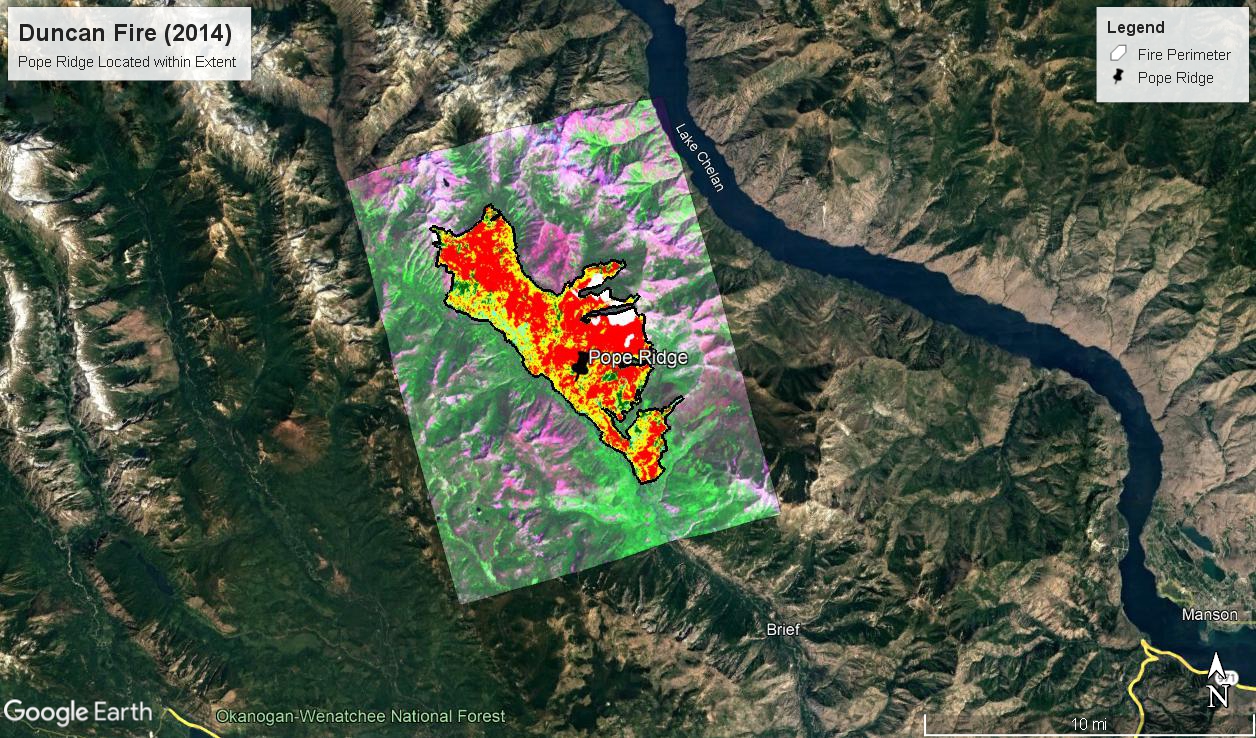 Duncan Fire (2014)
Pope Ridge Located within Extent
Legend
Fire Perimeter
Pope Ridge
Lake Chelan
Pope Ridge
Manson
Brief
N
Google Earth
Okanogan-Wenatchee National Forest
10 mi